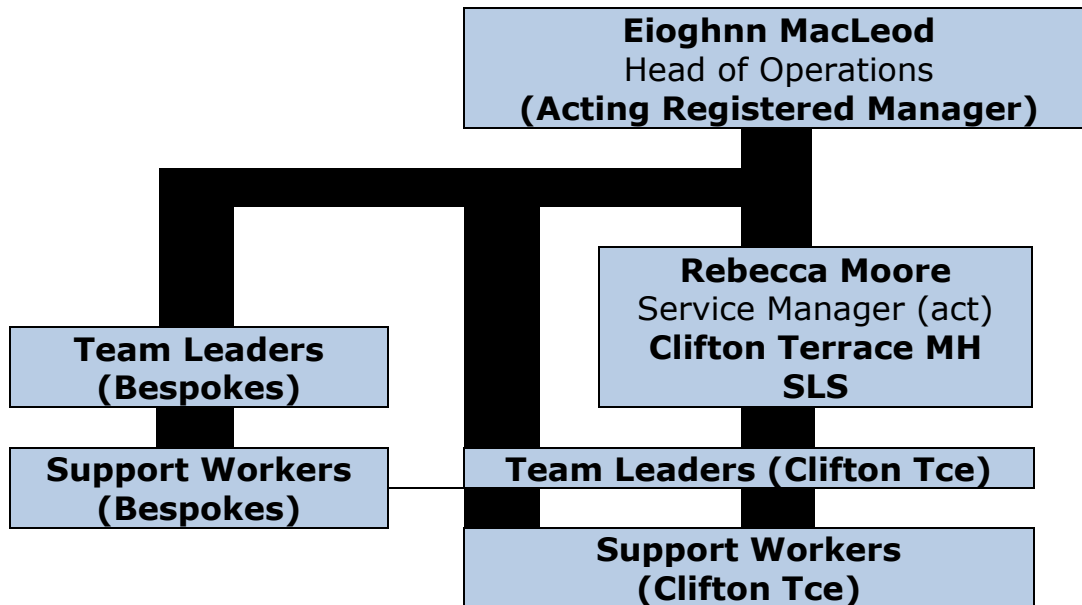 Eioghnn MacLeod
Head of Operations
(Acting Registered Manager)
Rebecca Moore
Service Manager (act)
Clifton Terrace MH
SLS
Team Leaders
(Bespokes)
Support Workers
(Bespokes)
Team Leaders (Clifton Tce)
Support Workers
(Clifton Tce)